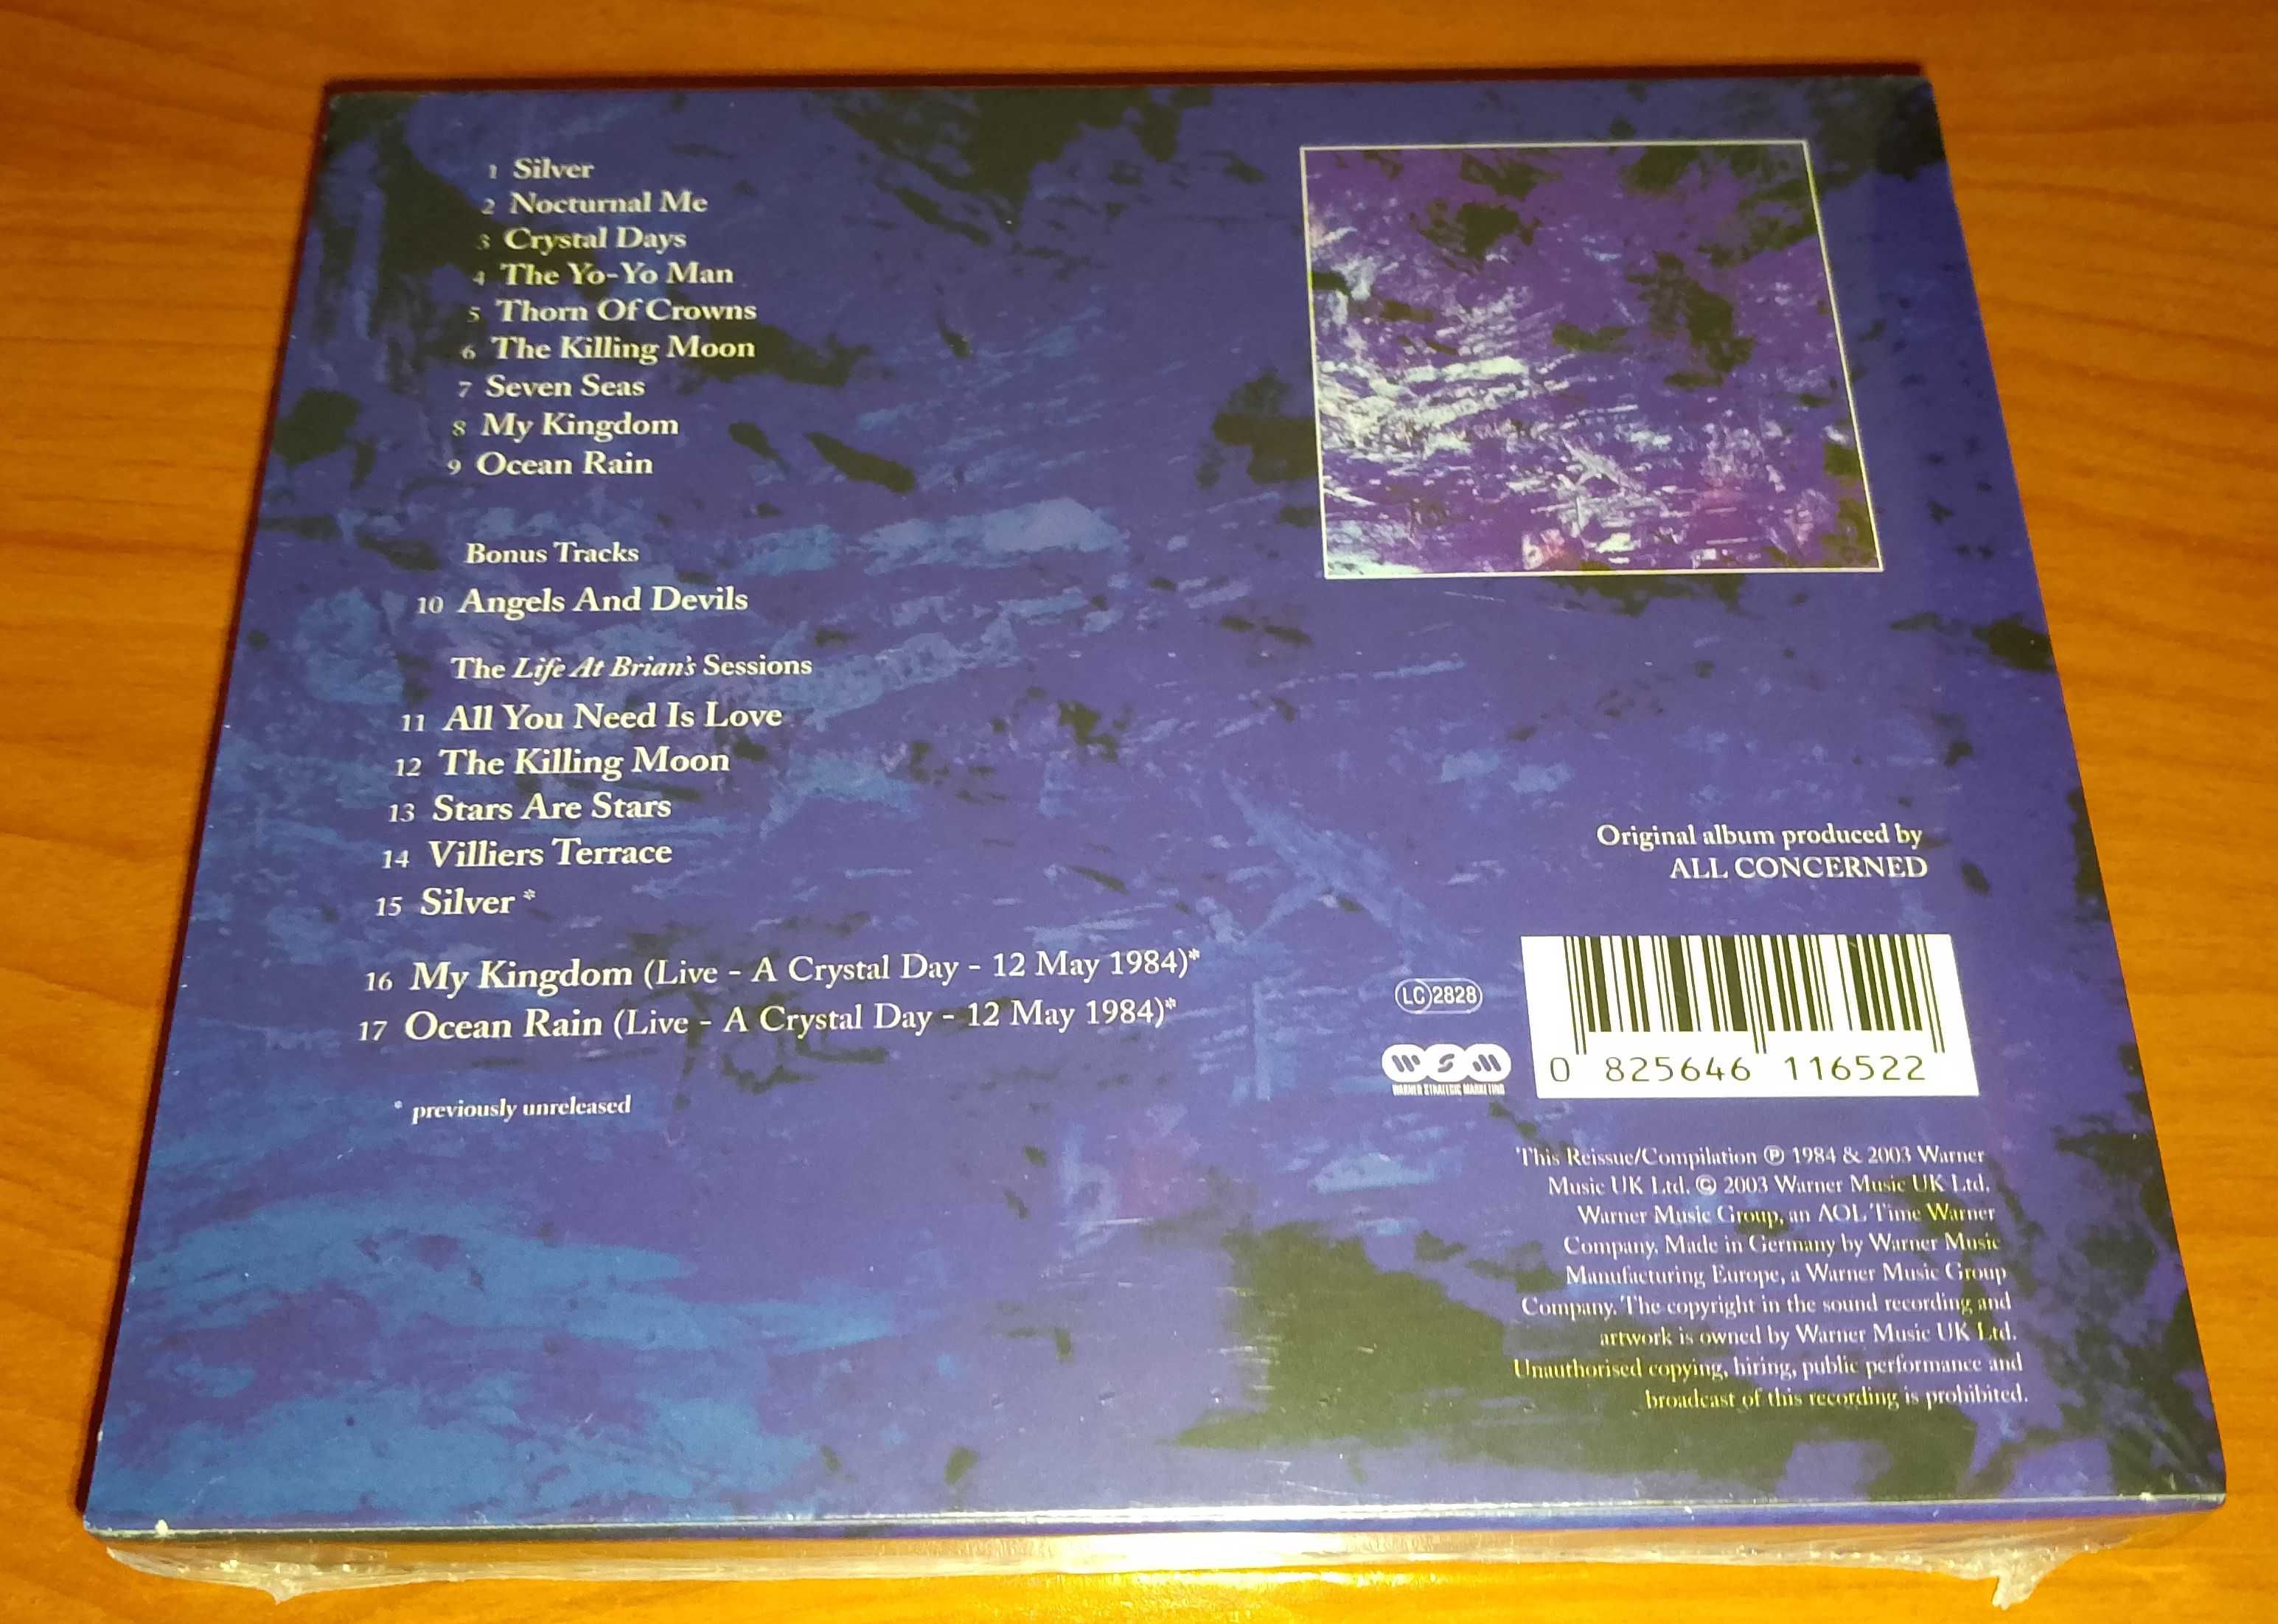 1 Silver
2 Nocturnal Me
3 Crystal Days
4 The Yo-Yo Man
5 Thorn Of Crowns
6 The Killing Moon
7 Seven Seas
8 My Kingdom
9 Ocean Rain
Bonus Tracks
10 Angels And Devils
The Life At Brian's Sessions
11 All You Need Is Love
12 The Killing Moon
13 Stars Are Stars
14 Villiers Terrace
15 Silver *
16 My Kingdom (Live - A Crystal Day - 12 May 1984)*
17 Ocean Rain (Live - A Crystal Day - 12 May 1984)*
* previously unreleased
Original album produced by
ALL CONCERNED
LC 2828
WSM
WARNER STRATEGIC MARKETING
0 825646 116522
This Reissue/Compilation ℗ 1984 & 2003 Warner
Music UK Ltd. © 2003 Warner Music UK Ltd.
Warner Music Group, an AOL Time Warner
Company. Made in Germany by Warner Music
Manufacturing Europe, a Warner Music Group
Company. The copyright in the sound recording and
artwork is owned by Warner Music UK Ltd.
Unauthorised copying, hiring, public performance and
broadcast of this recording is prohibited.